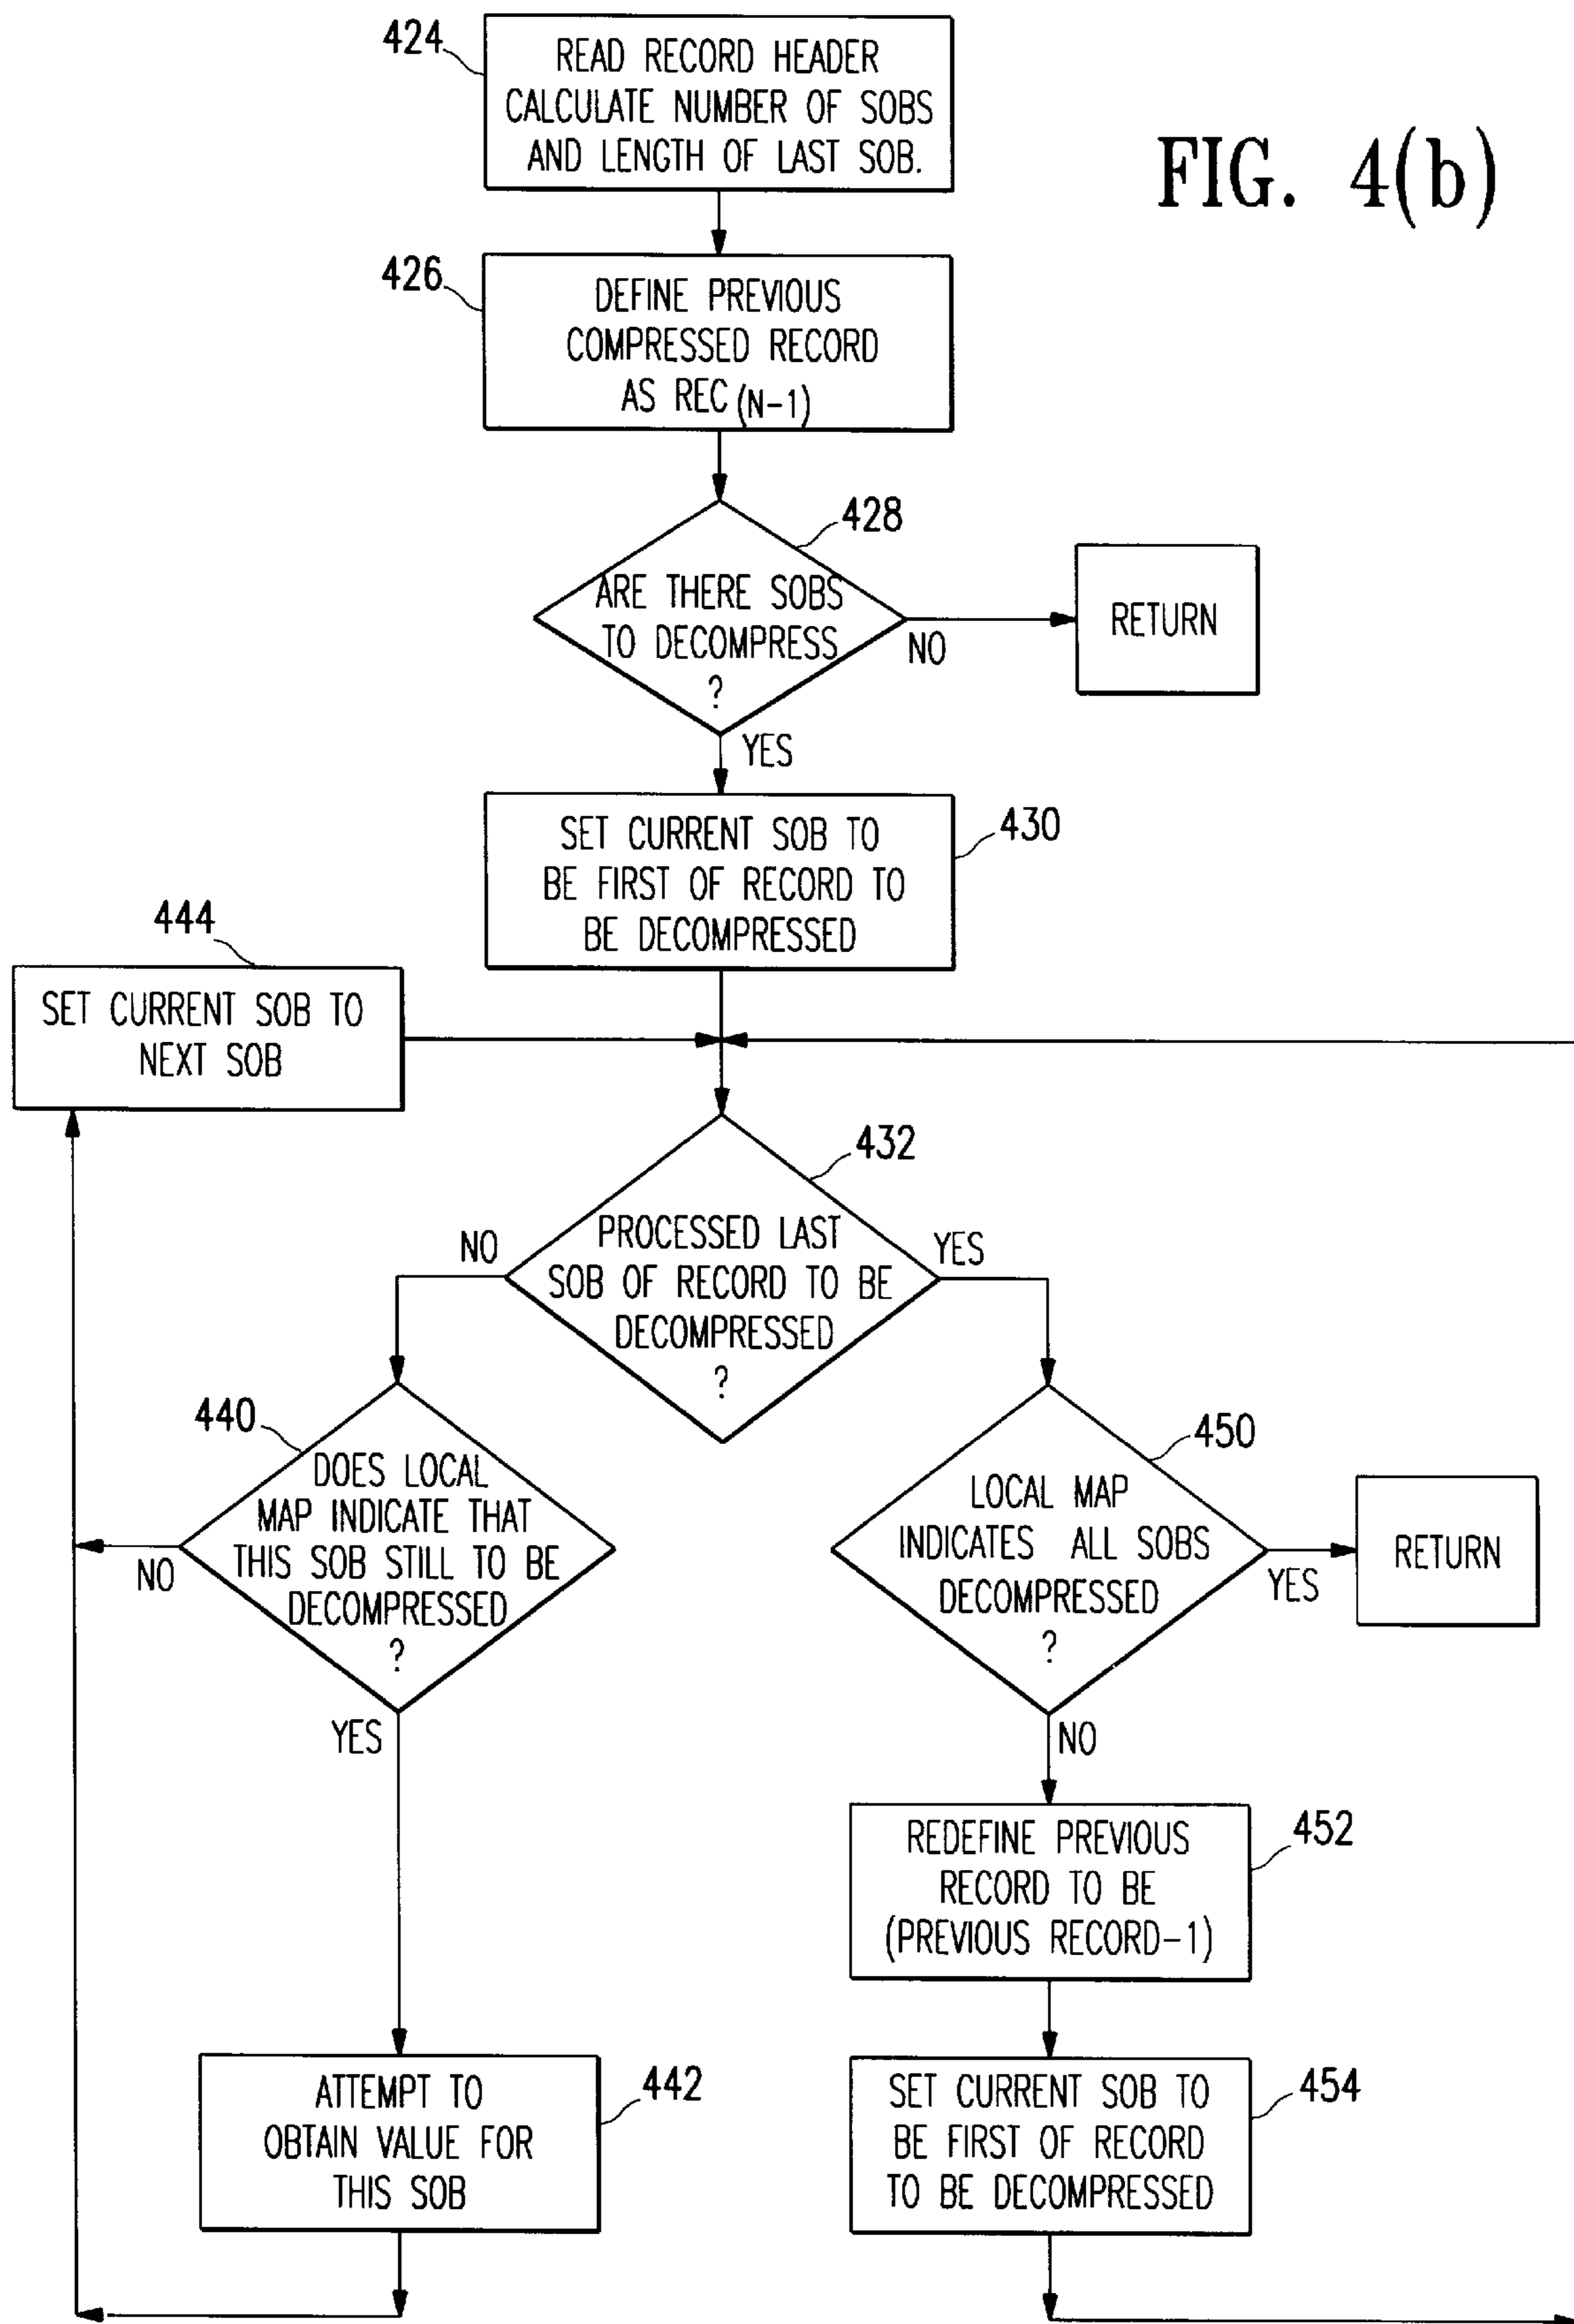 424
READ RECORD HEADER
CALCULATE NUMBER OF SOBS
AND LENGTH OF LAST SOB.
FIG. 4(b)
426
DEFINE PREVIOUS
COMPRESSED RECORD
AS REC (N-1)
428
ARE THERE SOBS
TO DECOMPRESS
?
NO
RETURN
YES
430
SET CURRENT SOB TO
BE FIRST OF RECORD TO
BE DECOMPRESSED
444
SET CURRENT SOB TO
NEXT SOB
432
PROCESSED LAST
SOB OF RECORD TO BE
DECOMPRESSED
?
NO
YES
440
DOES LOCAL
MAP INDICATE THAT
THIS SOB STILL TO BE
DECOMPRESSED
?
NO
YES
450
LOCAL MAP
INDICATES ALL SOBS
DECOMPRESSED
?
YES
RETURN
NO
452
REDEFINE PREVIOUS
RECORD TO BE
(PREVIOUS RECORD-1)
442
ATTEMPT TO
OBTAIN VALUE FOR
THIS SOB
454
SET CURRENT SOB TO
BE FIRST OF RECORD
TO BE DECOMPRESSED